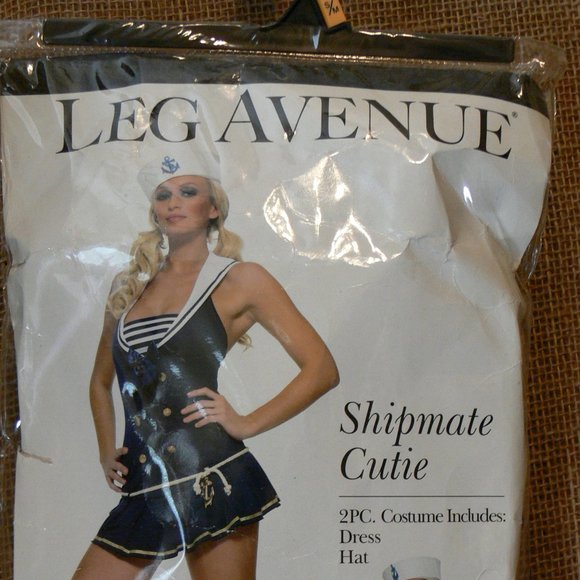 S/M
LEG AVENUE®
Shipmate
Cutie
2PC. Costume Includes:
Dress
Hat